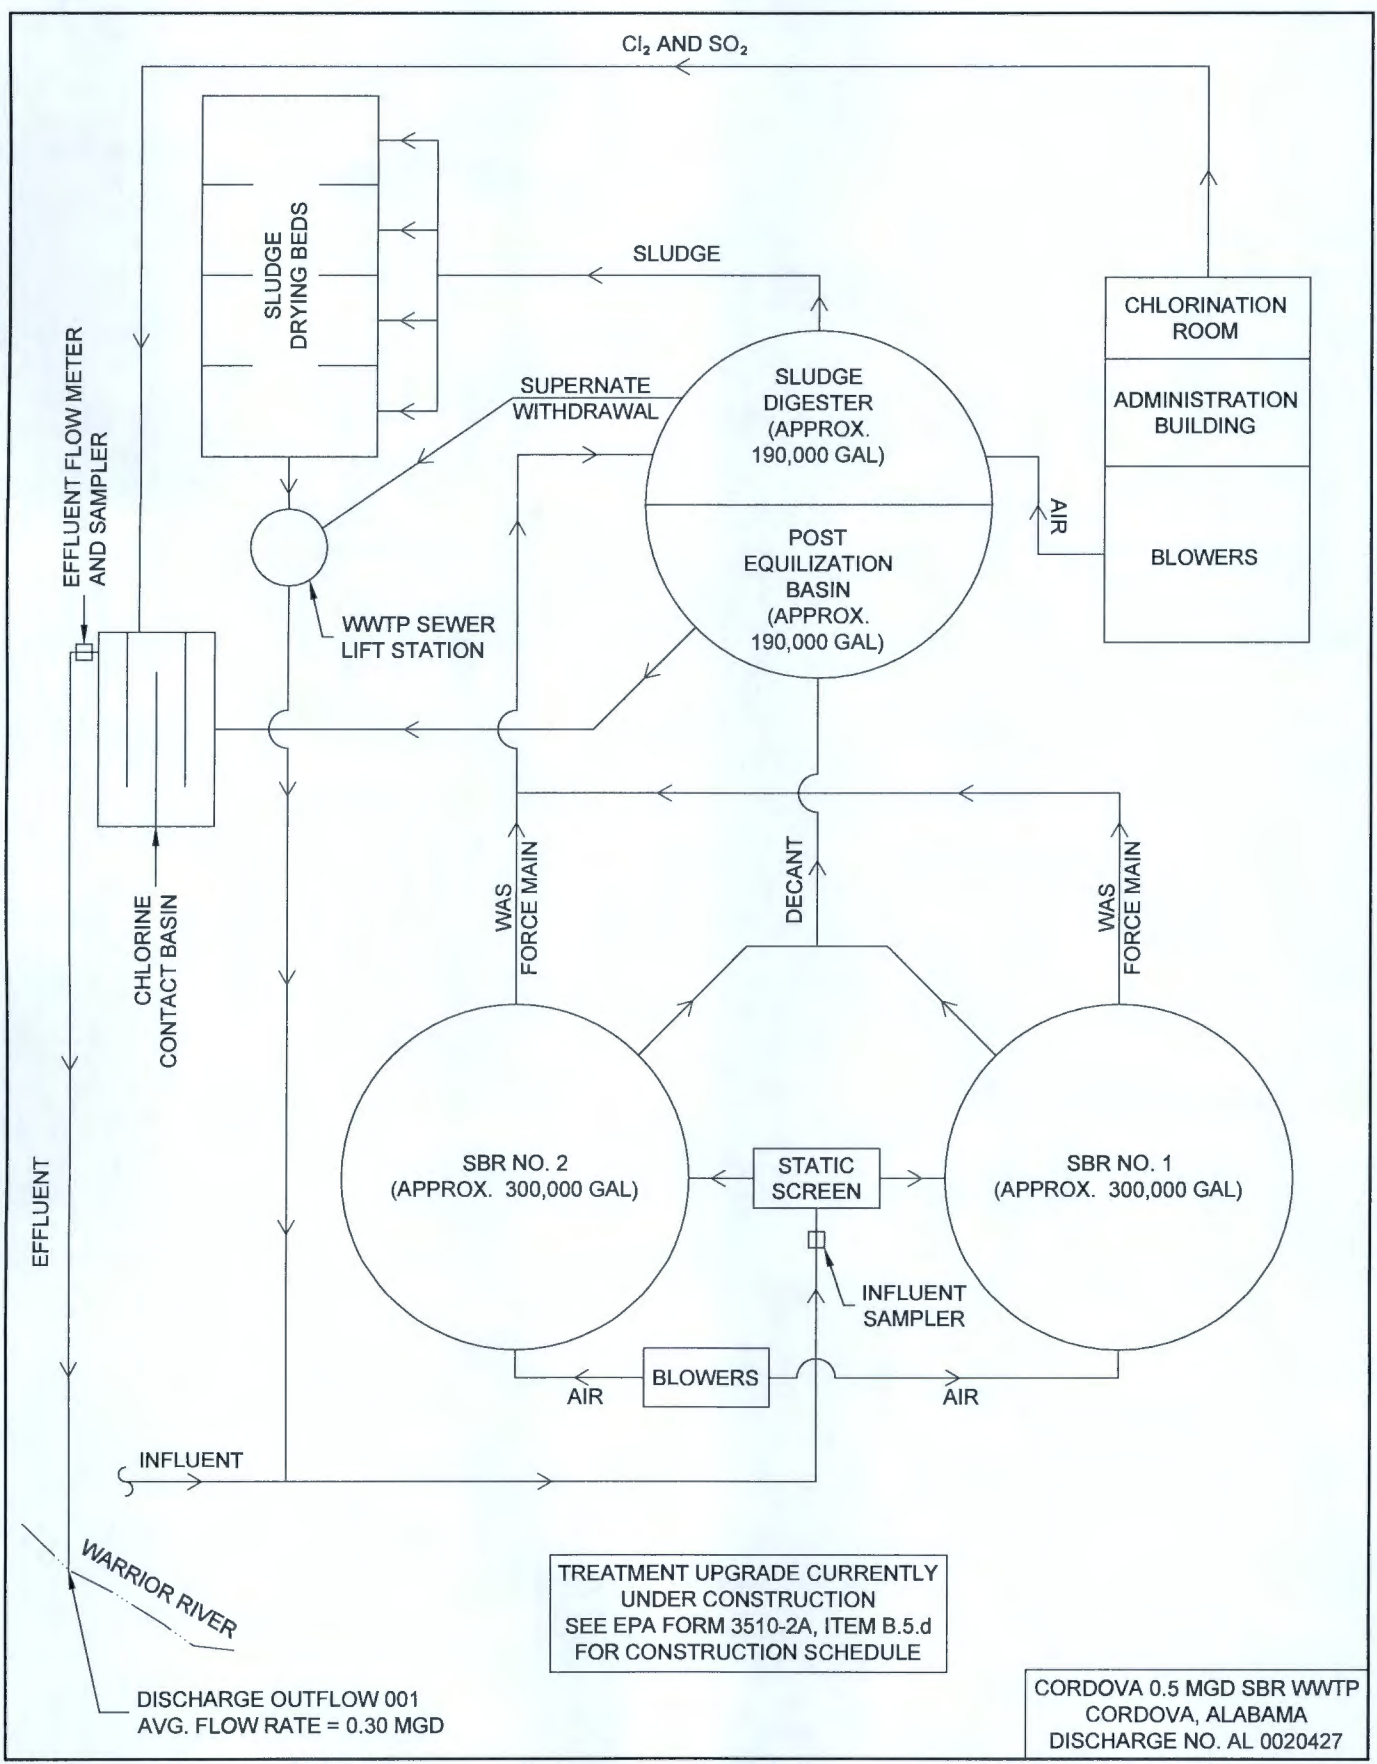 Cl₂ AND SO₂
SLUDGE
DRYING BEDS
SLUDGE
CHLORINATION
ROOM
ADMINISTRATION
BUILDING
BLOWERS
AIR
SLUDGE
DIGESTER
(APPROX.
190,000 GAL)
POST
EQUILIZATION
BASIN
(APPROX.
190,000 GAL)
SUPERNATE
WITHDRAWAL
EFFLUENT FLOW METER
AND SAMPLER
WWTP SEWER
LIFT STATION
CHLORINE
CONTACT BASIN
WAS
FORCE MAIN
DECANT
WAS
FORCE MAIN
SBR NO. 2
(APPROX. 300,000 GAL)
STATIC
SCREEN
SBR NO. 1
(APPROX. 300,000 GAL)
INFLUENT
SAMPLER
EFFLUENT
BLOWERS
AIR
AIR
INFLUENT
WARRIOR RIVER
TREATMENT UPGRADE CURRENTLY
UNDER CONSTRUCTION
SEE EPA FORM 3510-2A, ITEM B.5.d
FOR CONSTRUCTION SCHEDULE
DISCHARGE OUTFLOW 001
AVG. FLOW RATE = 0.30 MGD
CORDOVA 0.5 MGD SBR WWTP
CORDOVA, ALABAMA
DISCHARGE NO. AL 0020427